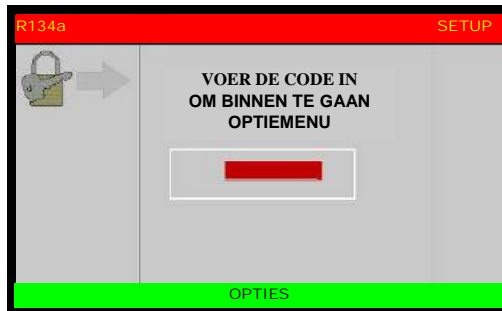 R134a SETUP
VOER DE CODE IN
OM BINNEN TE GAAN
OPTIEMENU
OPTIES